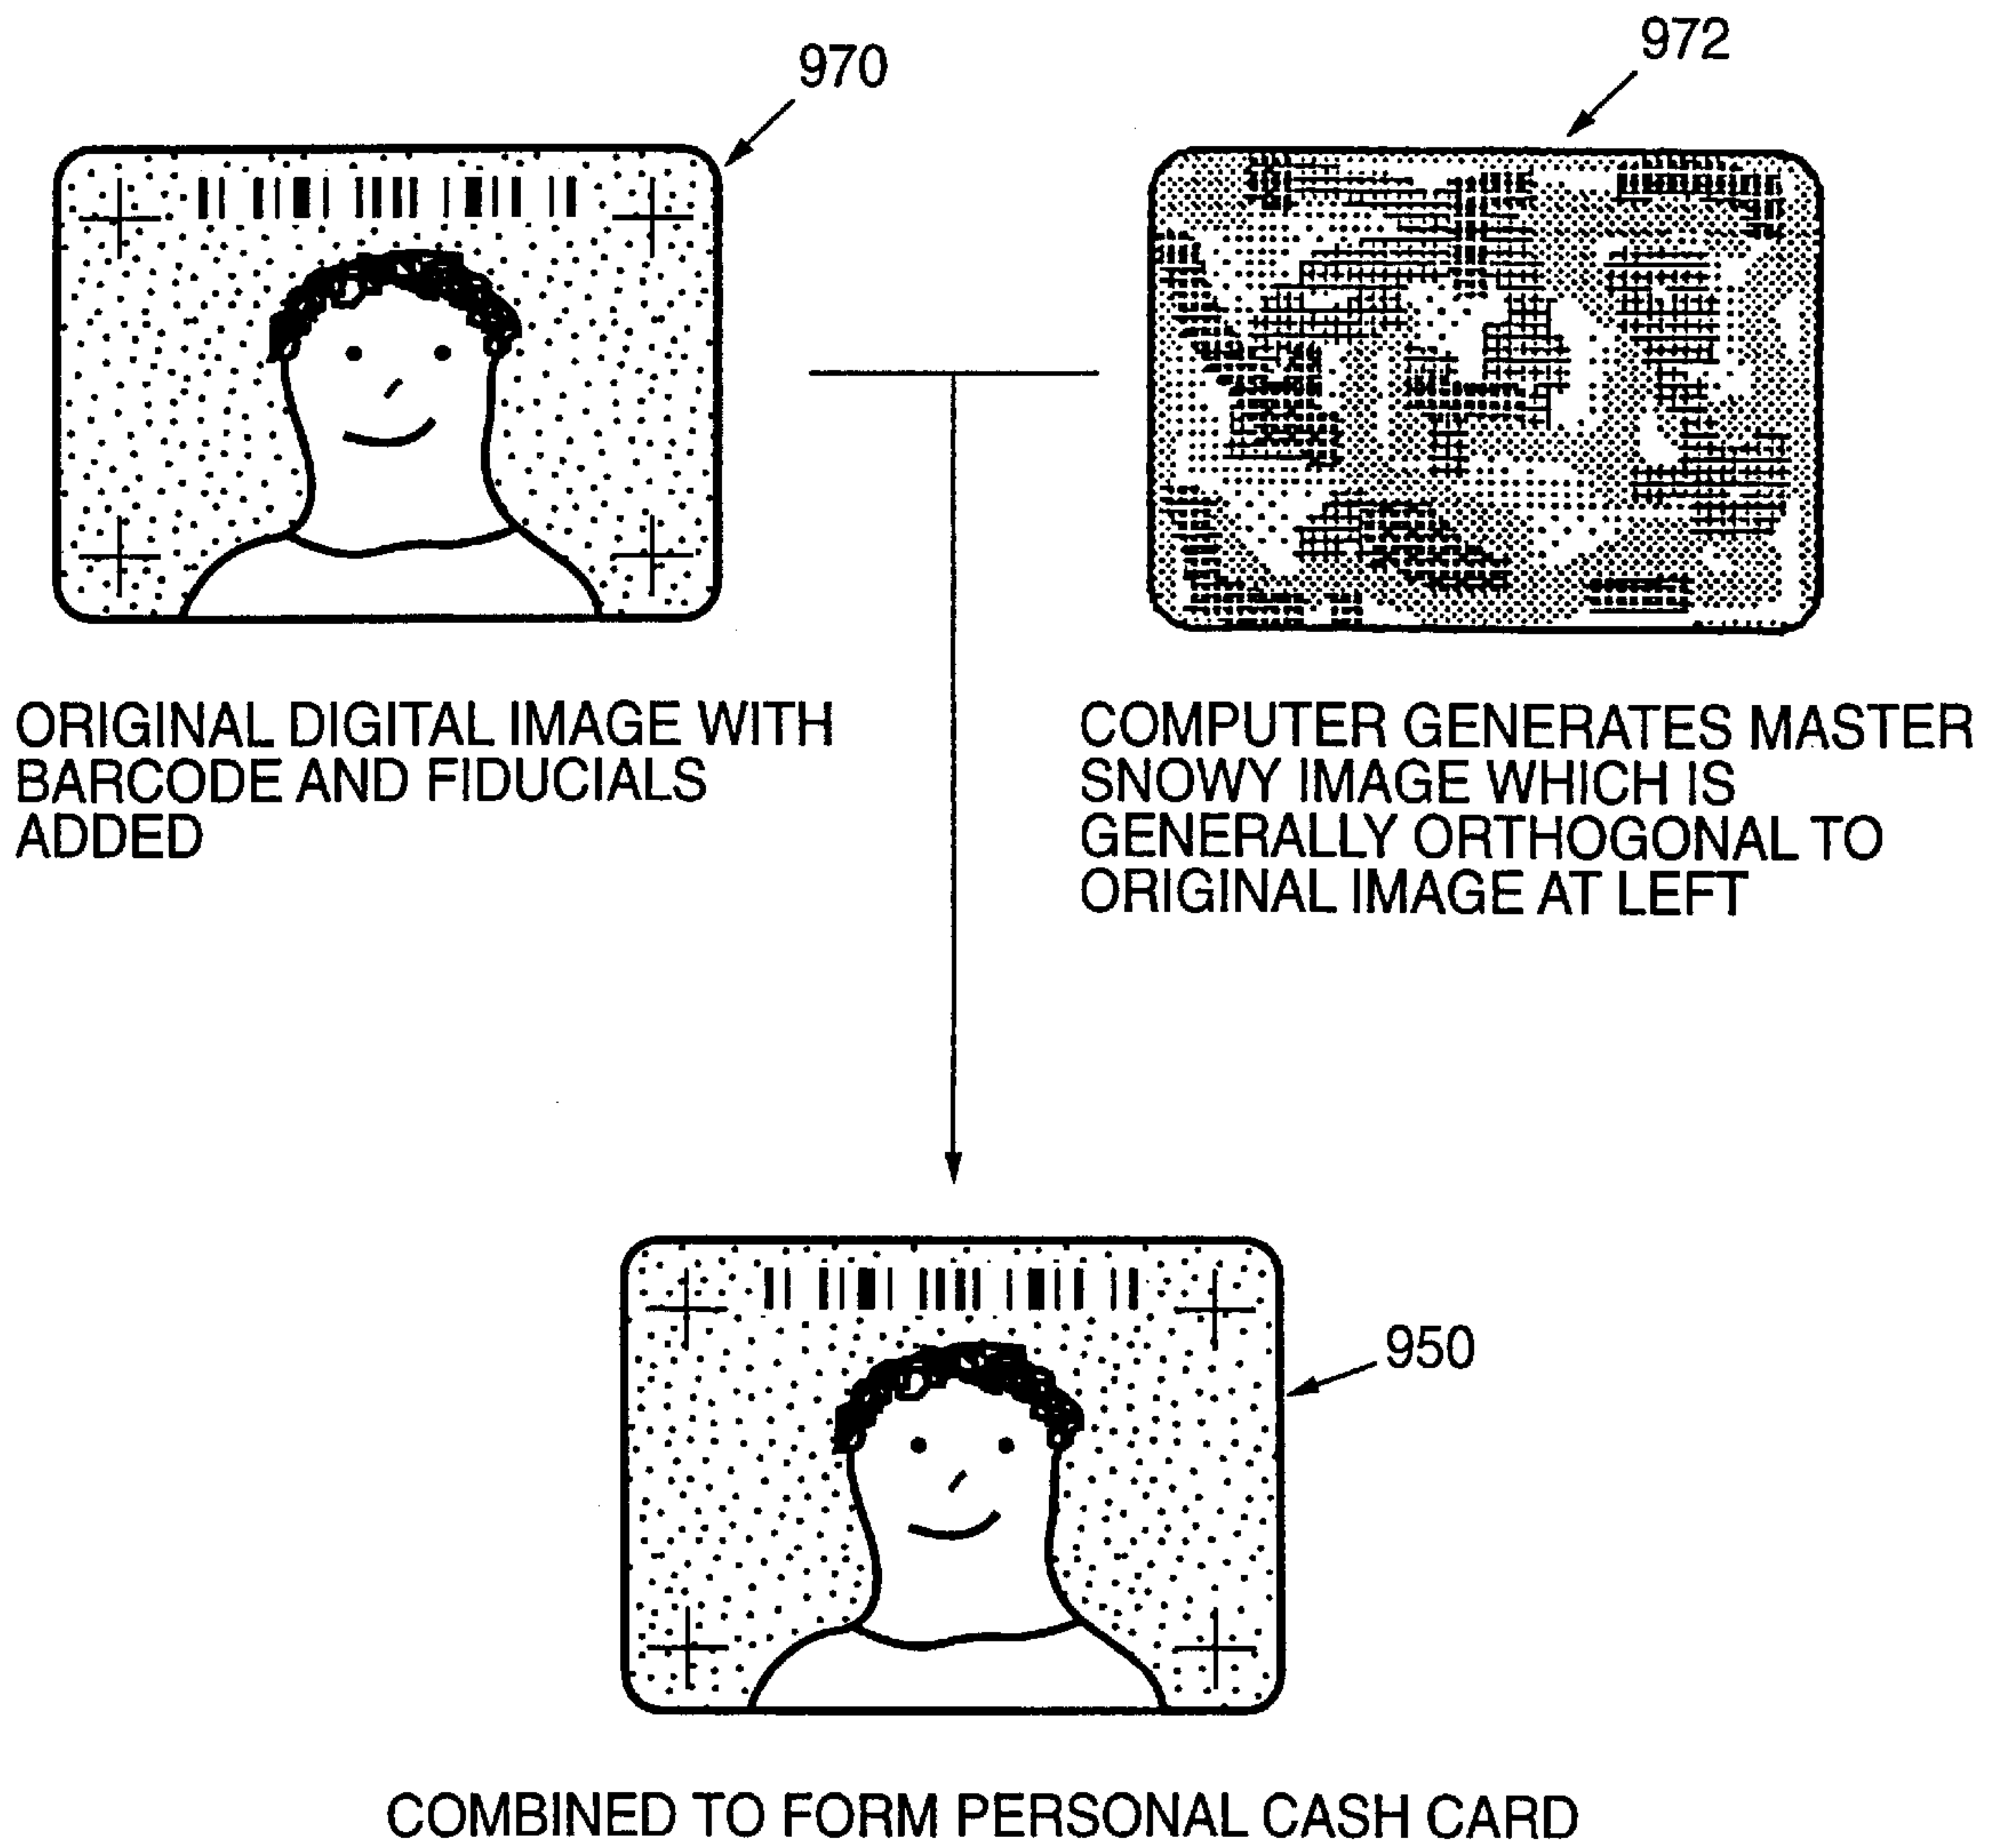 970
972
ORIGINAL DIGITAL IMAGE WITH
BARCODE AND FIDUCIALS
ADDED
COMPUTER GENERATES MASTER
SNOWY IMAGE WHICH IS
GENERALLY ORTHOGONAL TO
ORIGINAL IMAGE AT LEFT
950
COMBINED TO FORM PERSONAL CASH CARD